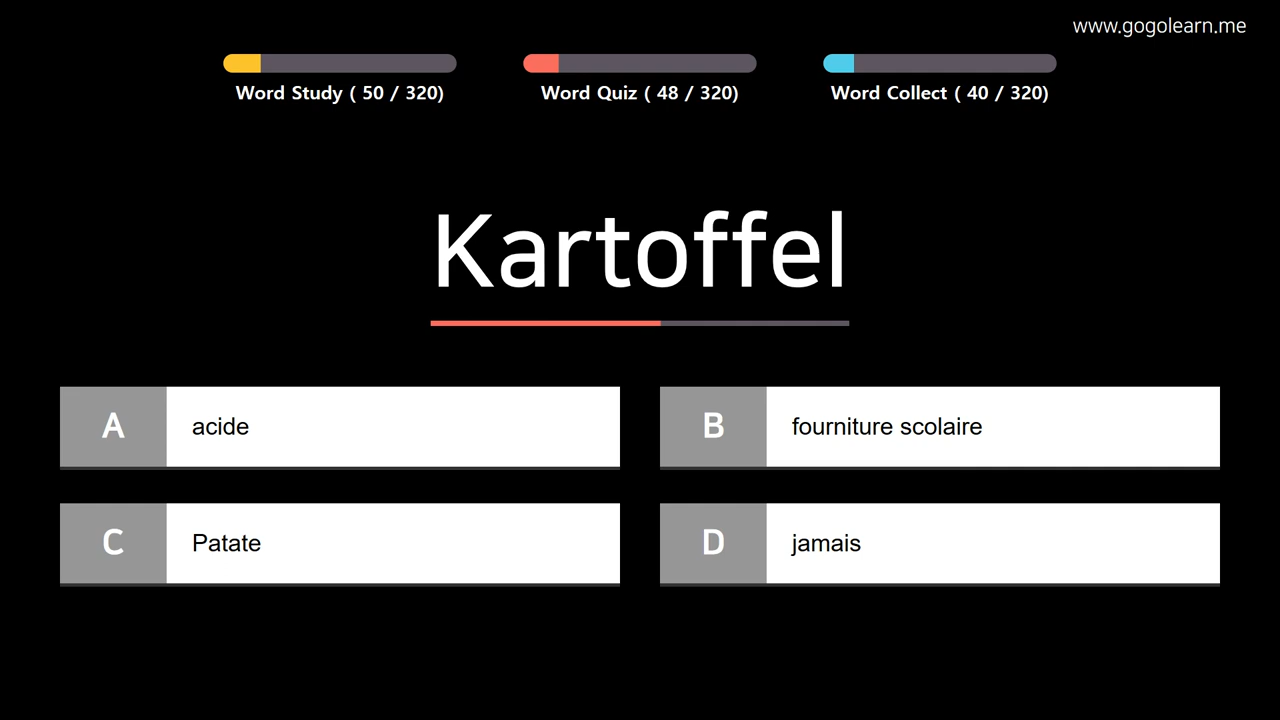 www.gogolearn.me
Word Study ( 50 / 320)
Word Quiz ( 48 / 320)
Word Collect ( 40 / 320)
Kartoffel
A acide
B fourniture scolaire
C Patate
D jamais